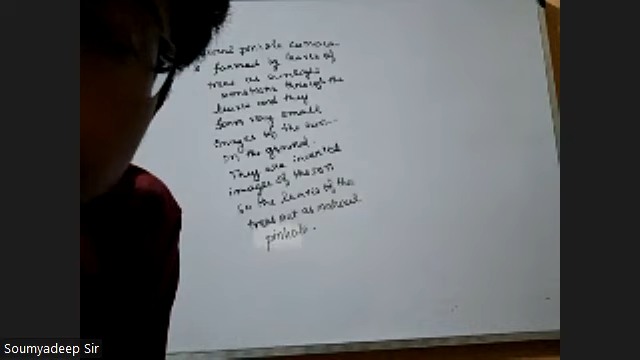 pinhole camera
formed by leaves of
trees as sunlight
sometimes through the
leaves and they
form very small
images of the sun
on the ground.
They are inverted
images of the sun
So the leaves of the
trees act as natural
pinhole.
Soumyadeep Sir